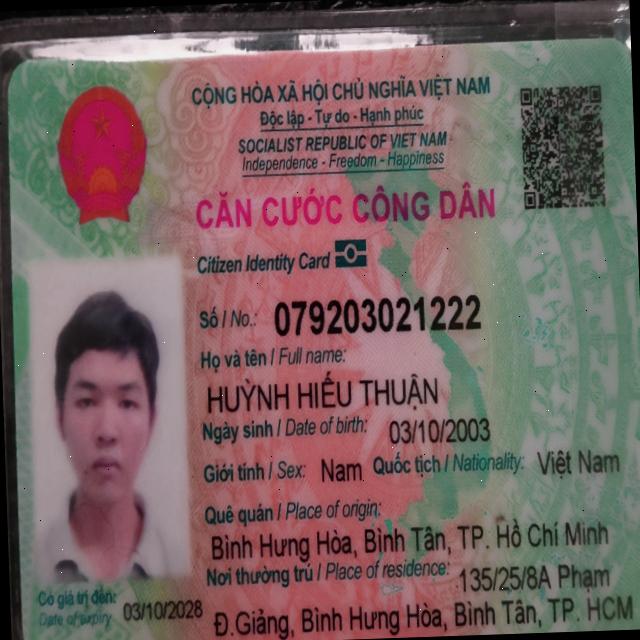 CỘNG HÒA XÃ HỘI CHỦ NGHĨA VIỆT NAM
Độc lập - Tự do - Hạnh phúc
SOCIALIST REPUBLIC OF VIET NAM
Independence - Freedom - Happiness
CĂN CƯỚC CÔNG DÂN
Citizen Identity Card
Số / No.: 079203021222
Họ và tên / Full name:
HUỲNH HIẾU THUẬN
Ngày sinh / Date of birth: 03/10/2003
Giới tính / Sex: Nam Quốc tịch / Nationality: Việt Nam
Quê quán / Place of origin:
Bình Hưng Hòa, Bình Tân, TP. Hồ Chí Minh
Nơi thường trú / Place of residence: 135/25/8A Phạm
Đ.Giảng, Bình Hưng Hòa, Bình Tân, TP. HCM
Có giá trị đến: 03/10/2028
Date of expiry